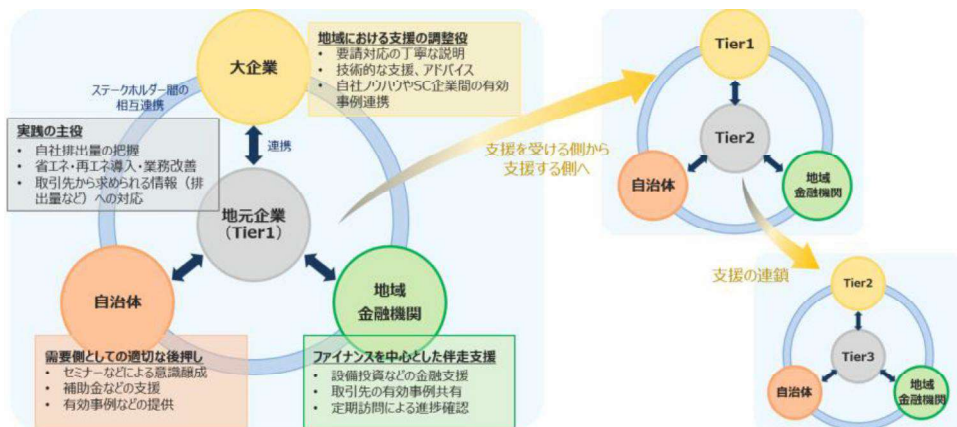 大企業
地域における支援の調整役
• 要請対応の丁寧な説明
• 技術的な支援、アドバイス
• 自社ノウハウやSC企業間の有効
事例連携
ステークホルダー間の
相互連携
実践の主役
• 自社排出量の把握
• 省エネ・再エネ導入・業務改善
• 取引先から求められる情報（排
出量など）への対応
連携
地元企業
（Tier1）
自治体
地域
金融機関
需要側としての適切な後押し
• セミナーなどによる意識醸成
• 補助金などの支援
• 有効事例などの提供
ファイナンスを中心とした伴走支援
• 設備投資などの金融支援
• 取引先の有効事例共有
• 定期訪問による進捗確認
支援を受ける側から
支援する側へ
Tier1
Tier2
自治体
地域
金融機関
支援の連鎖
Tier2
Tier3
自治体
地域
金融機関